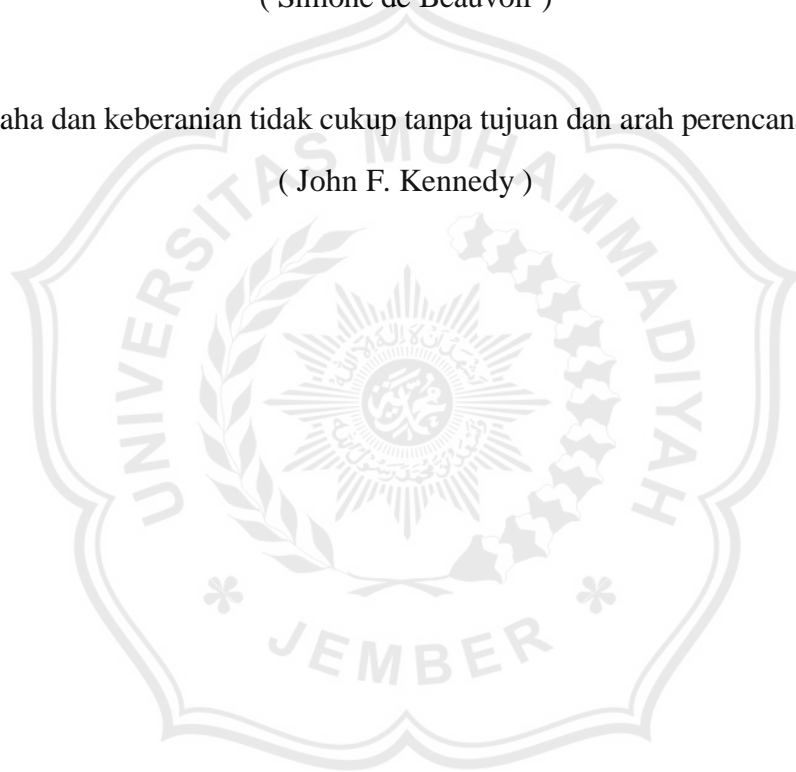 ( Simone de Beauvoir )
aha dan keberanian tidak cukup tanpa tujuan dan arah perencan
( John F. Kennedy )
UNIVERSITAS MUHAMMADIYAH
JEMBER